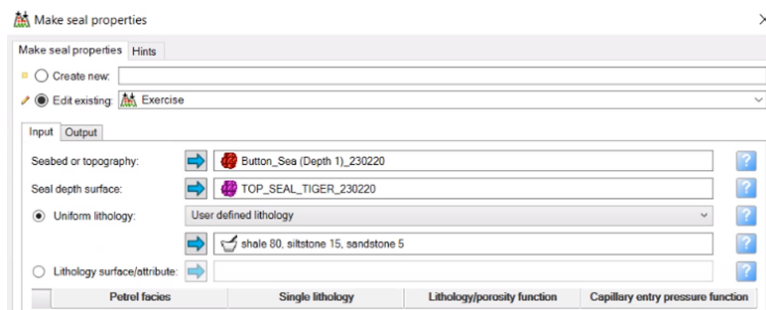 Make seal properties
Make seal properties Hints
Create new:
Edit existing: Exercise
Input Output
Seabed or topography: Button_Sea (Depth 1)_230220 ?
Seal depth surface: TOP_SEAL_TIGER_230220 ?
Uniform lithology: User defined lithology ?
shale 80, siltstone 15, sandstone 5 ?
Lithology surface/attribute: ?
Petrel facies Single lithology Lithology/porosity function Capillary entry pressure function